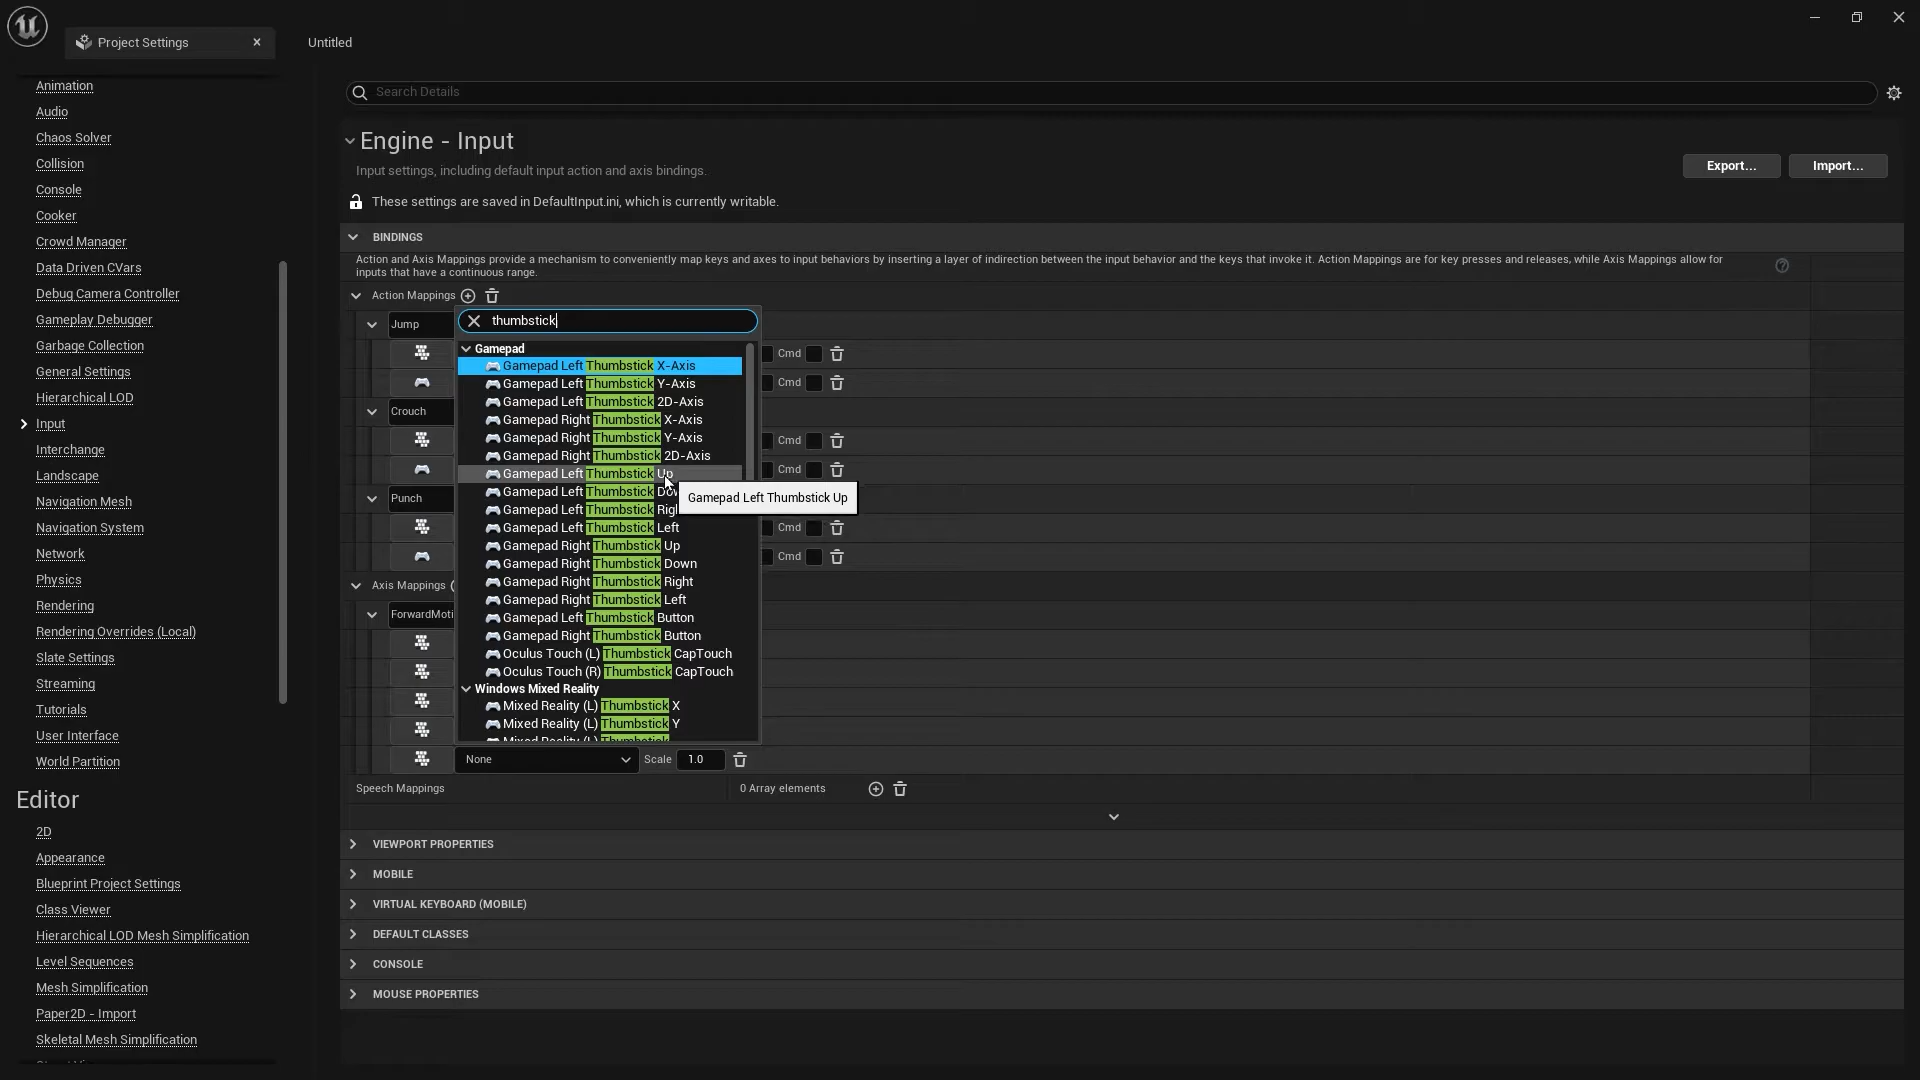 Project Settings
Untitled
Animation
Audio
Chaos Solver
Collision
Console
Cooker
Crowd Manager
Data Driven CVars
Debug Camera Controller
Gameplay Debugger
Garbage Collection
General Settings
Hierarchical LOD
Input
Interchange
Landscape
Navigation Mesh
Navigation System
Network
Physics
Rendering
Rendering Overrides (Local)
Slate Settings
Streaming
Tutorials
User Interface
World Partition
Editor
2D
Appearance
Blueprint Project Settings
Class Viewer
Hierarchical LOD Mesh Simplification
Level Sequences
Mesh Simplification
Paper2D - Import
Skeletal Mesh Simplification
Search Details
Engine - Input
Input settings, including default input action and axis bindings.
Export...
Import...
These settings are saved in DefaultInput.ini, which is currently writable.
BINDINGS
Action and Axis Mappings provide a mechanism to conveniently map keys and axes to input behaviors by inserting a layer of indirection between the input behavior and the keys that invoke it. Action Mappings are for key presses and releases, while Axis Mappings allow for
inputs that have a continuous range.
Action Mappings
Jump
Cmd
Cmd
Crouch
Cmd
Cmd
Punch
Cmd
Cmd
Axis Mappings (
ForwardMoti
thumbstick
Gamepad
Gamepad Left Thumbstick X-Axis
Gamepad Left Thumbstick Y-Axis
Gamepad Left Thumbstick 2D-Axis
Gamepad Right Thumbstick X-Axis
Gamepad Right Thumbstick Y-Axis
Gamepad Right Thumbstick 2D-Axis
Gamepad Left Thumbstick Up
Gamepad Left Thumbstick Dow
Gamepad Left Thumbstick Righ
Gamepad Left Thumbstick Left
Gamepad Right Thumbstick Up
Gamepad Right Thumbstick Down
Gamepad Right Thumbstick Right
Gamepad Right Thumbstick Left
Gamepad Left Thumbstick Button
Gamepad Right Thumbstick Button
Oculus Touch (L) Thumbstick CapTouch
Oculus Touch (R) Thumbstick CapTouch
Windows Mixed Reality
Mixed Reality (L) Thumbstick X
Mixed Reality (L) Thumbstick Y
Mixed Reality (L) Thumbstick
Gamepad Left Thumbstick Up
None
Scale
1.0
Speech Mappings
0 Array elements
VIEWPORT PROPERTIES
MOBILE
VIRTUAL KEYBOARD (MOBILE)
DEFAULT CLASSES
CONSOLE
MOUSE PROPERTIES